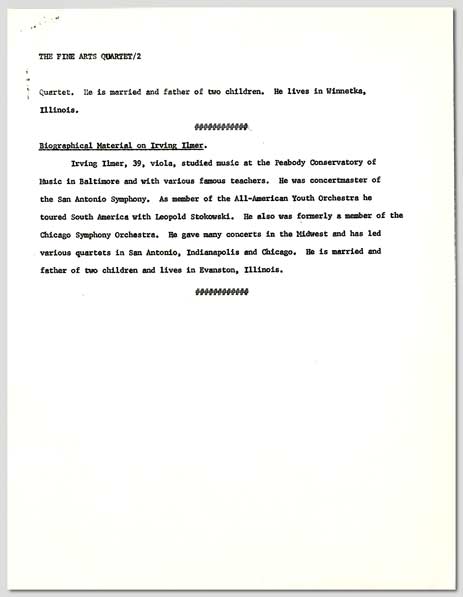 THE FINE ARTS QUARTET/2
Quartet. He is married and father of two children. He lives in Winnetka,
Illinois.
############
Biographical Material on Irving Ilmer.
Irving Ilmer, 39, viola, studied music at the Peabody Conservatory of
Music in Baltimore and with various famous teachers. He was concertmaster of
the San Antonio Symphony. As member of the All-American Youth Orchestra he
toured South America with Leopold Stokowski. He also was formerly a member of the
Chicago Symphony Orchestra. He gave many concerts in the Midwest and has led
various quartets in San Antonio, Indianapolis and Chicago. He is married and
father of two children and lives in Evanston, Illinois.
############